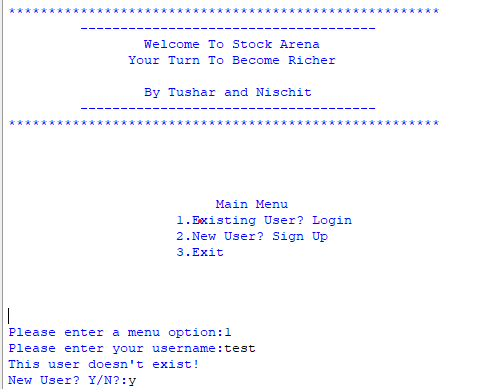 ******************************************************
-------------------------------------
Welcome To Stock Arena
Your Turn To Become Richer
By Tushar and Nischit
-------------------------------------
******************************************************
Main Menu
1.Existing User? Login
2.New User? Sign Up
3.Exit
Please enter a menu option:1
Please enter your username:test
This user doesn't exist!
New User? Y/N?:y